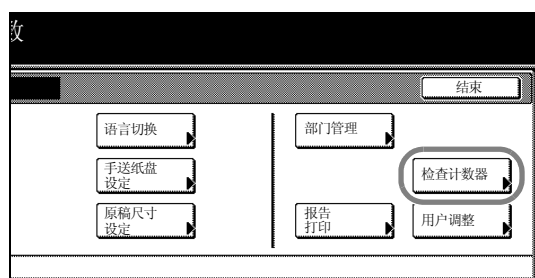 数
结束
语言切换
部门管理
手送纸盘
设定
检查计数器
原稿尺寸
设定
报告
打印
用户调整